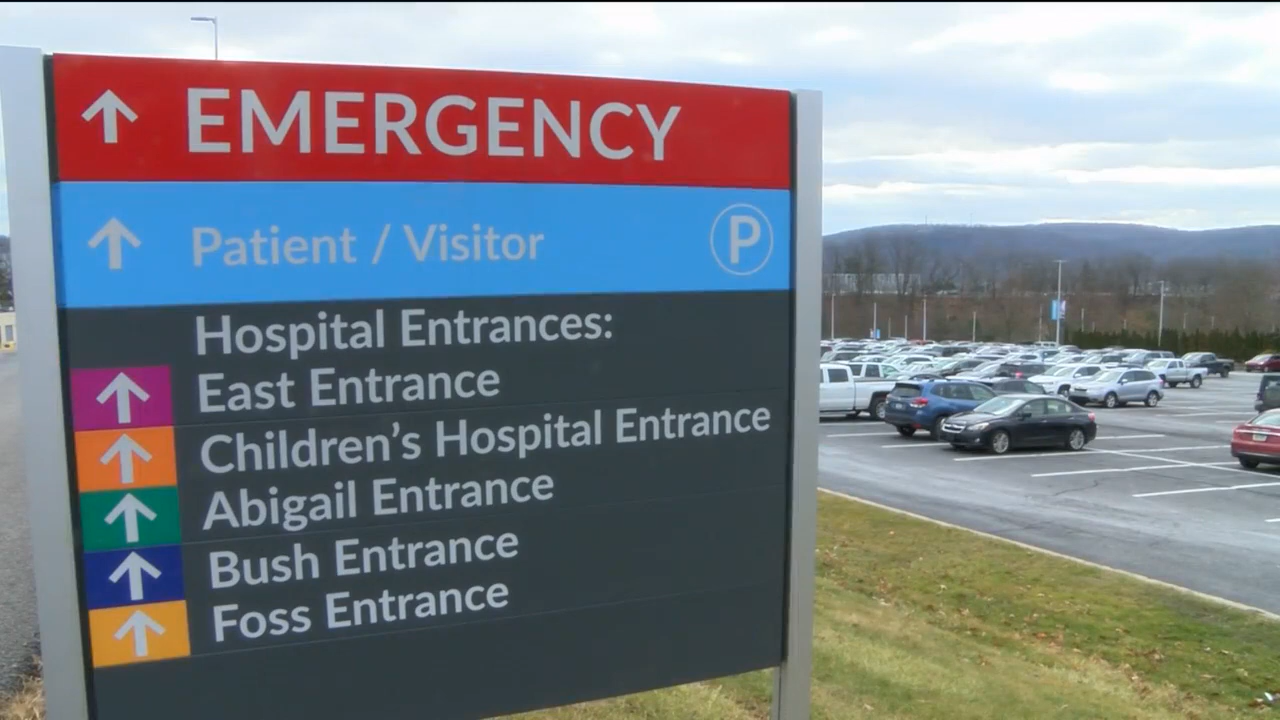 EMERGENCY
Patient / Visitor P
Hospital Entrances:
East Entrance
Children's Hospital Entrance
Abigail Entrance
Bush Entrance
Foss Entrance